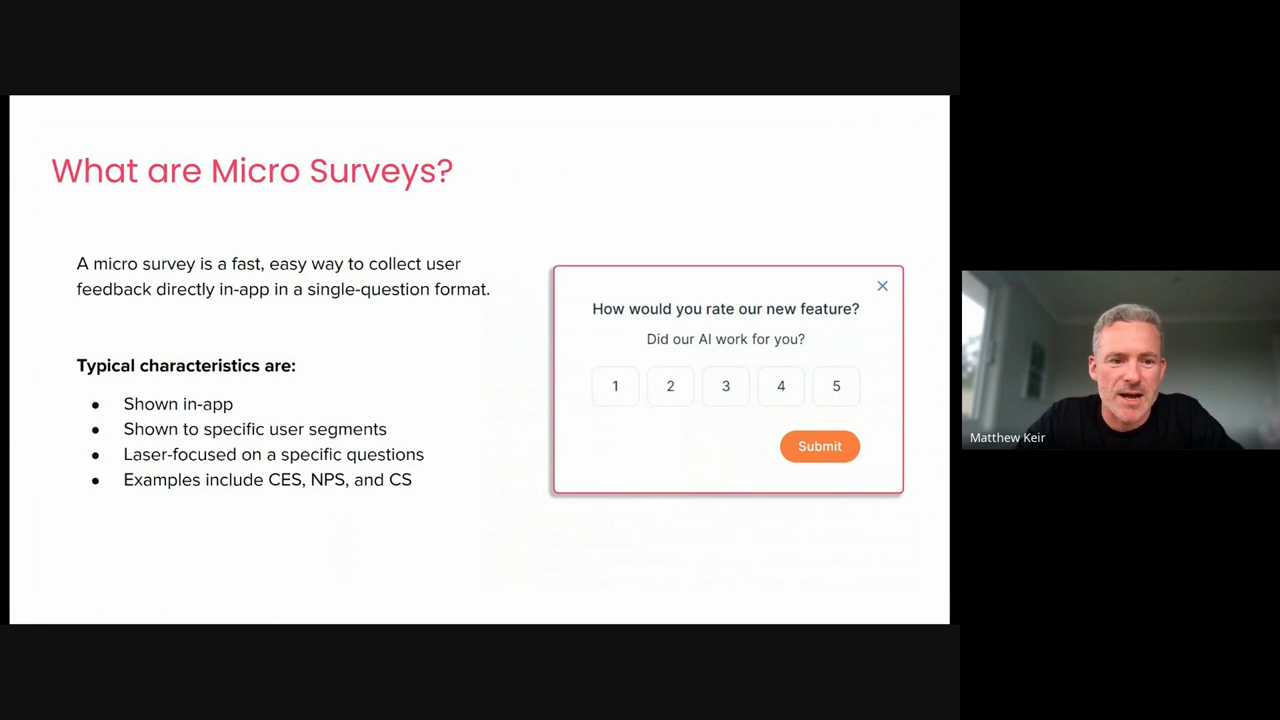 What are Micro Surveys?
A micro survey is a fast, easy way to collect user
feedback directly in-app in a single-question format.
Typical characteristics are:
● Shown in-app
● Shown to specific user segments
● Laser-focused on a specific questions
● Examples include CES, NPS, and CS
How would you rate our new feature?
Did our AI work for you?
1 2 3 4 5
Submit
Matthew Keir